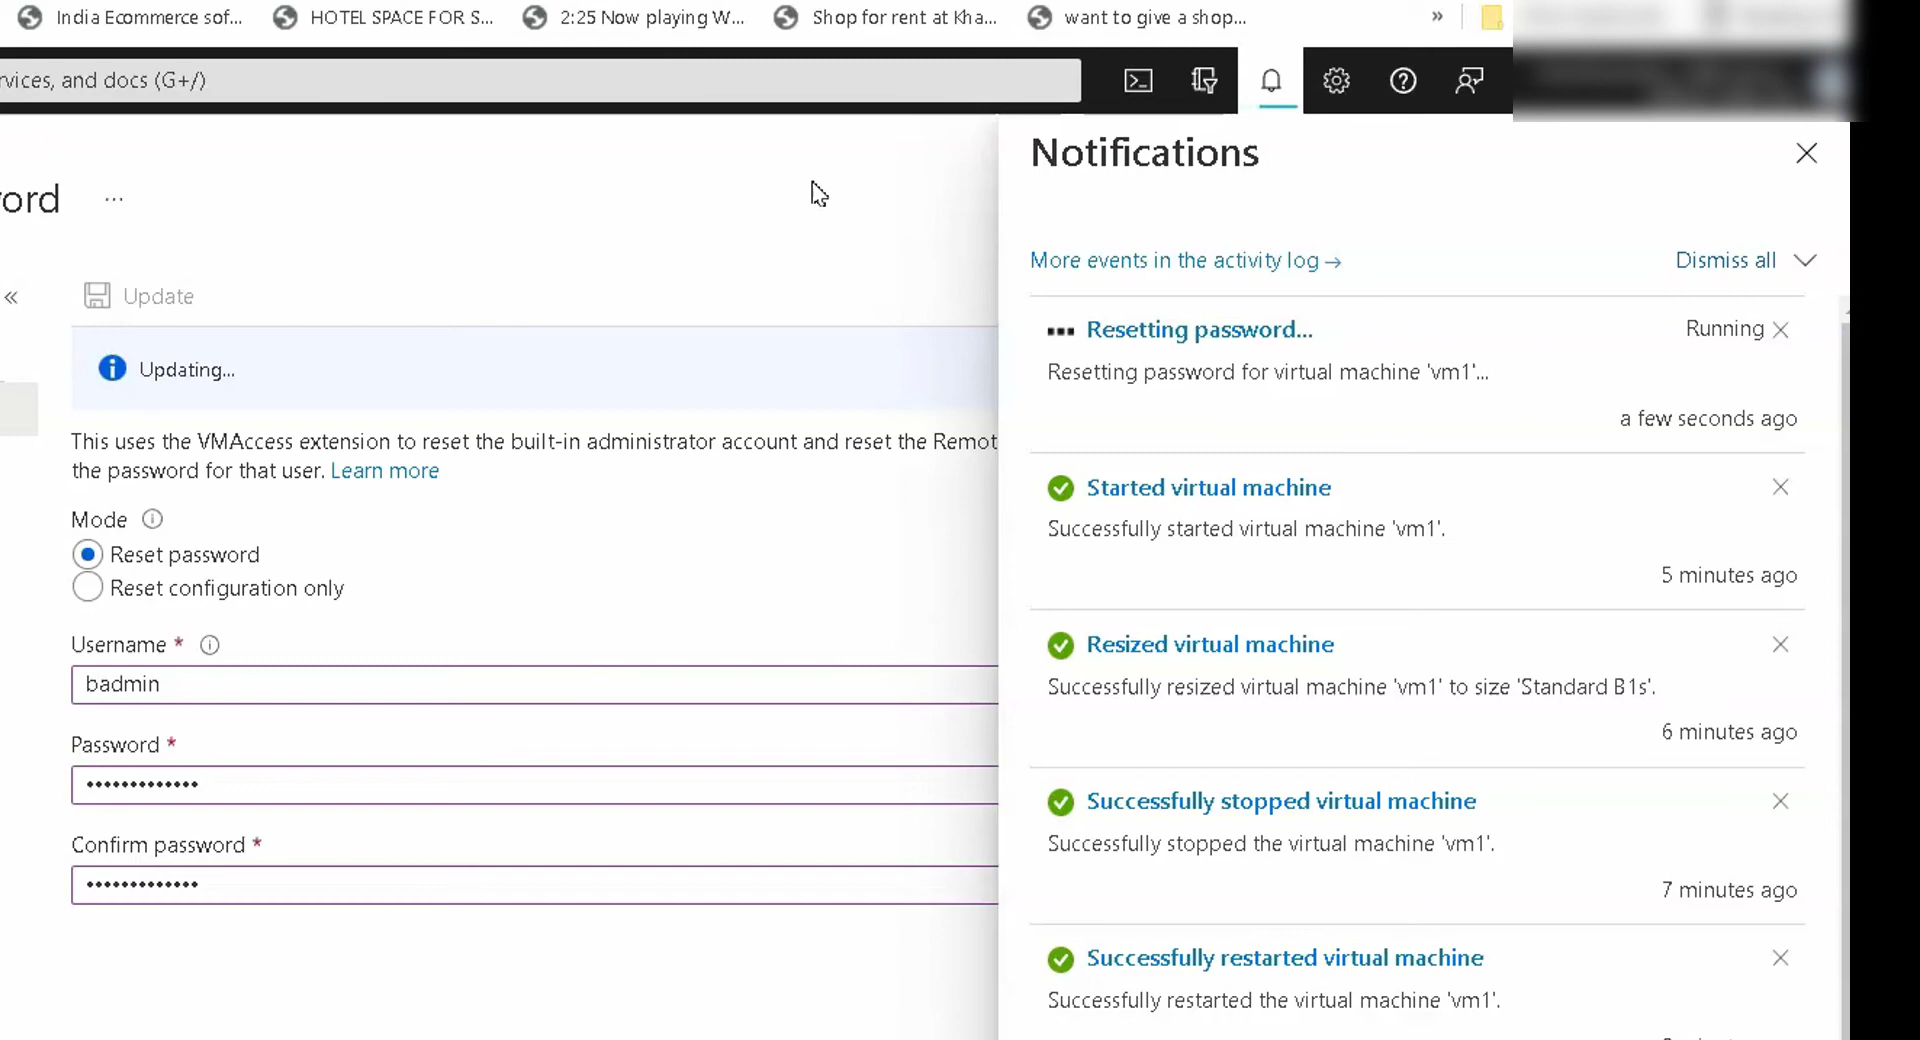 India Ecommerce sof...
HOTEL SPACE FOR S...
2:25 Now playing W...
Shop for rent at Kha...
want to give a shop...
»
rvices, and docs (G+/)
ord ...
«
Update
Updating...
This uses the VMAccess extension to reset the built-in administrator account and reset the Remot
the password for that user. Learn more
Mode
Reset password
Reset configuration only
Username *
badmin
Password *
•••••••••••••
Confirm password *
•••••••••••••
Notifications
More events in the activity log →
Dismiss all
Resetting password... Running
Resetting password for virtual machine 'vm1'...
a few seconds ago
Started virtual machine
Successfully started virtual machine 'vm1'.
5 minutes ago
Resized virtual machine
Successfully resized virtual machine 'vm1' to size 'Standard B1s'.
6 minutes ago
Successfully stopped virtual machine
Successfully stopped the virtual machine 'vm1'.
7 minutes ago
Successfully restarted virtual machine
Successfully restarted the virtual machine 'vm1'.